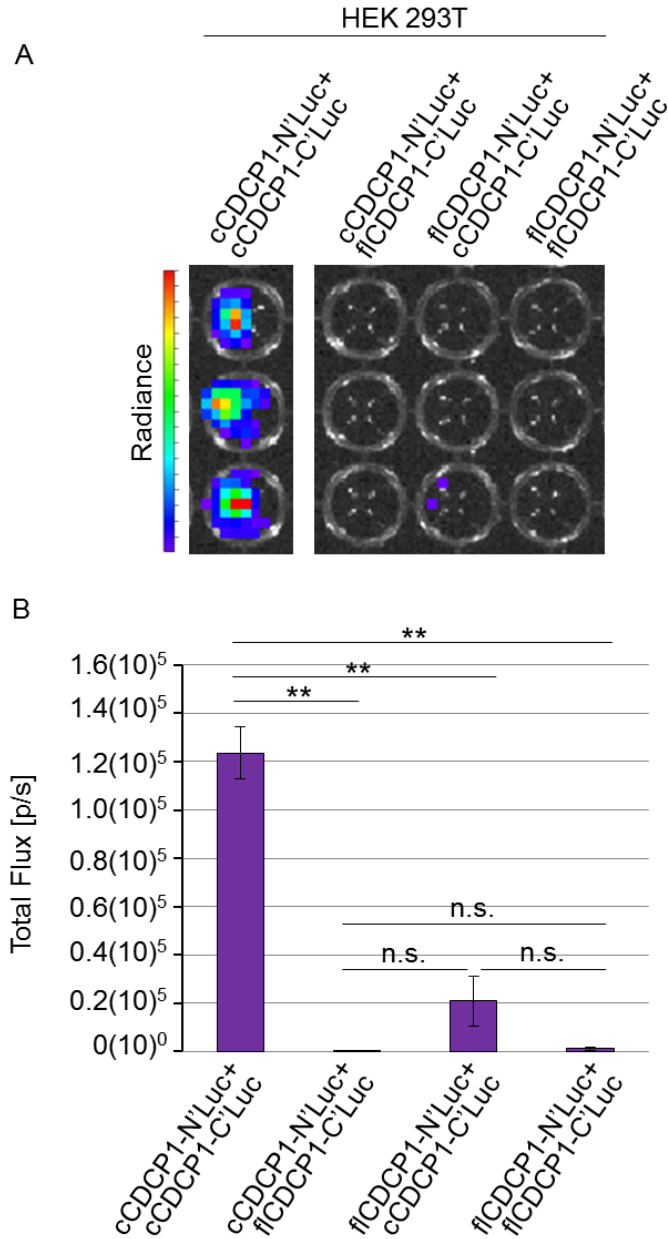 HEK 293T
A
cCDCP1-N'Luc+
cCDCP1-C'Luc
cCDCP1-N'Luc+
flCDCP1-C'Luc
flCDCP1-N'Luc+
cCDCP1-C'Luc
flCDCP1-N'Luc+
flCDCP1-C'Luc
Radiance
B
**
**
**
1.6(10)⁵
1.4(10)⁵
1.2(10)⁵
1.0(10)⁵
0.8(10)⁵
0.6(10)⁵
0.4(10)⁵
0.2(10)⁵
0(10)⁰
Total Flux [p/s]
n.s.
n.s.
n.s.
cCDCP1-N'Luc+
cCDCP1-C'Luc
cCDCP1-N'Luc+
flCDCP1-C'Luc
flCDCP1-N'Luc+
cCDCP1-C'Luc
flCDCP1-N'Luc+
flCDCP1-C'Luc